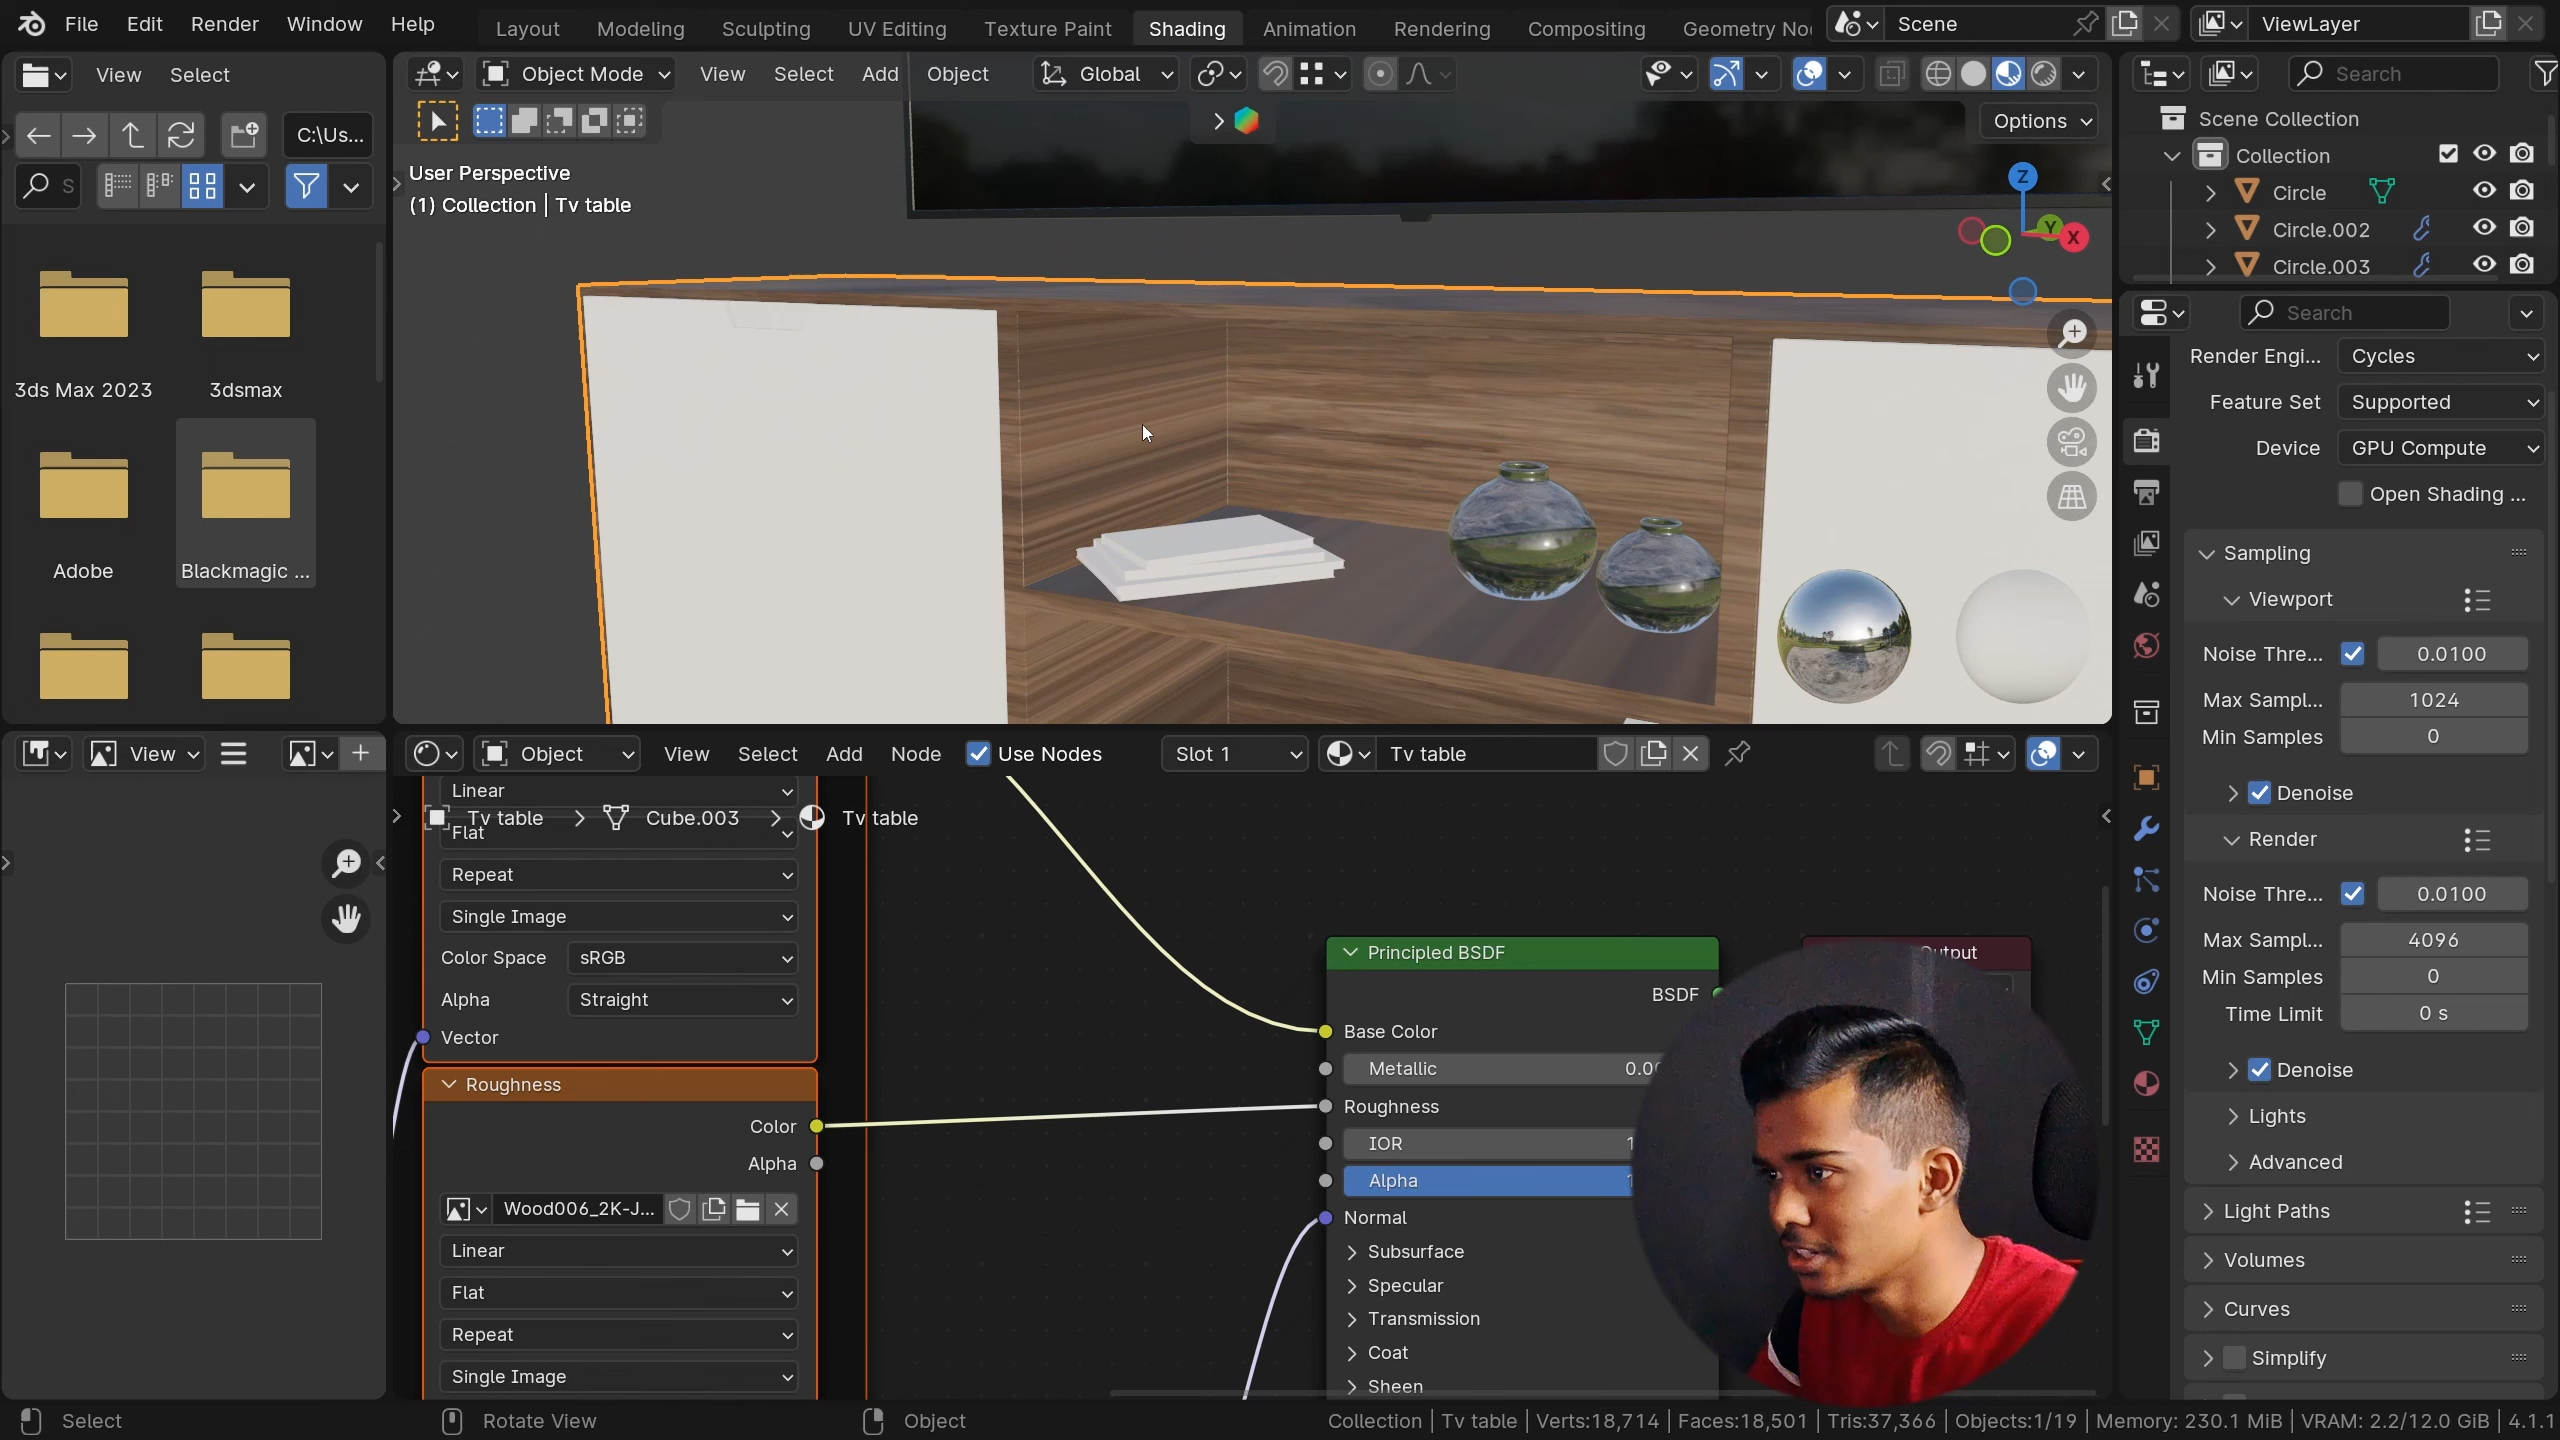 File Edit Render Window Help
Layout Modeling Sculpting UV Editing Texture Paint Shading Animation Rendering Compositing Geometry No
Scene
ViewLayer
View Select
C:\Us...
S
3ds Max 2023 3dsmax
Adobe Blackmagic ...
Object Mode View Select Add Object Global
Options
User Perspective
(1) Collection | Tv table
Z
Y
X
Search
Scene Collection
Collection
Circle
Circle.002
Circle.003
Search
Render Engi... Cycles
Feature Set Supported
Device GPU Compute
Open Shading ...
Sampling
Viewport
Noise Thre... 0.0100
Max Sampl... 1024
Min Samples 0
Denoise
Render
Noise Thre... 0.0100
Max Sampl... 4096
Min Samples 0
Time Limit 0 s
Denoise
Lights
Advanced
Light Paths
Volumes
Curves
Simplify
View
Object View Select Add Node Use Nodes Slot 1 Tv table
Linear
Tv table Cube.003 Tv table
Flat
Repeat
Single Image
Color Space sRGB
Alpha Straight
Vector
Roughness
Color
Alpha
Wood006_2K-J...
Linear
Flat
Repeat
Single Image
Principled BSDF
BSDF
Base Color
Metallic 0.00
Roughness
IOR 1
Alpha 1
Normal
Subsurface
Specular
Transmission
Coat
Sheen
Select Rotate View Object
Collection | Tv table | Verts:18,714 | Faces:18,501 | Tris:37,366 | Objects:1/19 | Memory: 230.1 MiB | VRAM: 2.2/12.0 GiB | 4.1.1